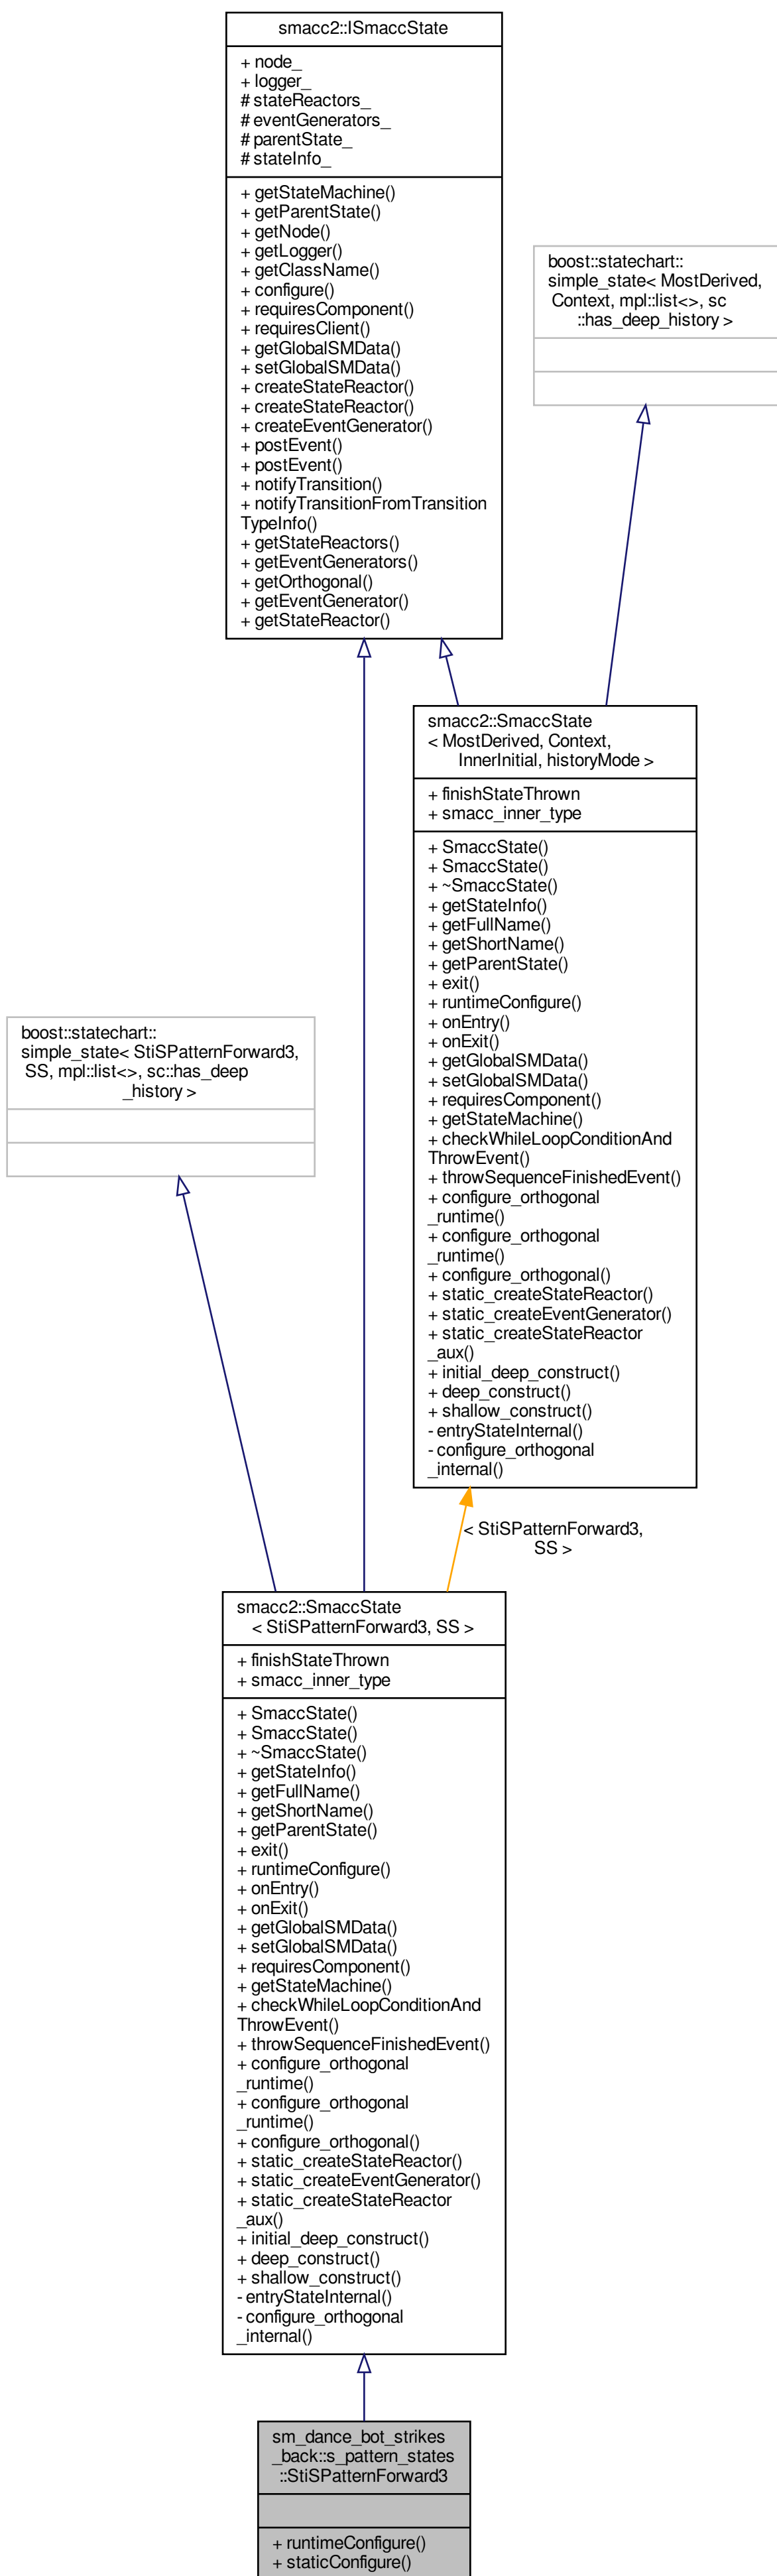 smacc2::ISmaccState
+ node_
+ logger_
# stateReactors_
# eventGenerators_
# parentState_
# stateInfo_
+ getStateMachine()
+ getParentState()
+ getNode()
+ getLogger()
+ getClassName()
+ configure()
+ requiresComponent()
+ requiresClient()
+ getGlobalSMData()
+ setGlobalSMData()
+ createStateReactor()
+ createStateReactor()
+ createEventGenerator()
+ postEvent()
+ postEvent()
+ notifyTransition()
+ notifyTransitionFromTransition
TypeInfo()
+ getStateReactors()
+ getEventGenerators()
+ getOrthogonal()
+ getEventGenerator()
+ getStateReactor()
boost::statechart::
simple_state< MostDerived,
Context, mpl::list<>, sc
::has_deep_history >
smacc2::SmaccState
< MostDerived, Context,
InnerInitial, historyMode >
+ finishStateThrown
+ smacc_inner_type
+ SmaccState()
+ SmaccState()
+ ~SmaccState()
+ getStateInfo()
+ getFullName()
+ getShortName()
+ getParentState()
+ exit()
+ runtimeConfigure()
+ onEntry()
+ onExit()
+ getGlobalSMData()
+ setGlobalSMData()
+ requiresComponent()
+ getStateMachine()
+ checkWhileLoopConditionAnd
ThrowEvent()
+ throwSequenceFinishedEvent()
+ configure_orthogonal
_runtime()
+ configure_orthogonal
_runtime()
+ configure_orthogonal()
+ static_createStateReactor()
+ static_createEventGenerator()
+ static_createStateReactor
_aux()
+ initial_deep_construct()
+ deep_construct()
+ shallow_construct()
- entryStateInternal()
- configure_orthogonal
_internal()
boost::statechart::
simple_state< StiSPatternForward3,
SS, mpl::list<>, sc::has_deep
_history >
< StiSPatternForward3,
SS >
smacc2::SmaccState
< StiSPatternForward3, SS >
+ finishStateThrown
+ smacc_inner_type
+ SmaccState()
+ SmaccState()
+ ~SmaccState()
+ getStateInfo()
+ getFullName()
+ getShortName()
+ getParentState()
+ exit()
+ runtimeConfigure()
+ onEntry()
+ onExit()
+ getGlobalSMData()
+ setGlobalSMData()
+ requiresComponent()
+ getStateMachine()
+ checkWhileLoopConditionAnd
ThrowEvent()
+ throwSequenceFinishedEvent()
+ configure_orthogonal
_runtime()
+ configure_orthogonal
_runtime()
+ configure_orthogonal()
+ static_createStateReactor()
+ static_createEventGenerator()
+ static_createStateReactor
_aux()
+ initial_deep_construct()
+ deep_construct()
+ shallow_construct()
- entryStateInternal()
- configure_orthogonal
_internal()
sm_dance_bot_strikes
_back::s_pattern_states
::StiSPatternForward3
+ runtimeConfigure()
+ staticConfigure()